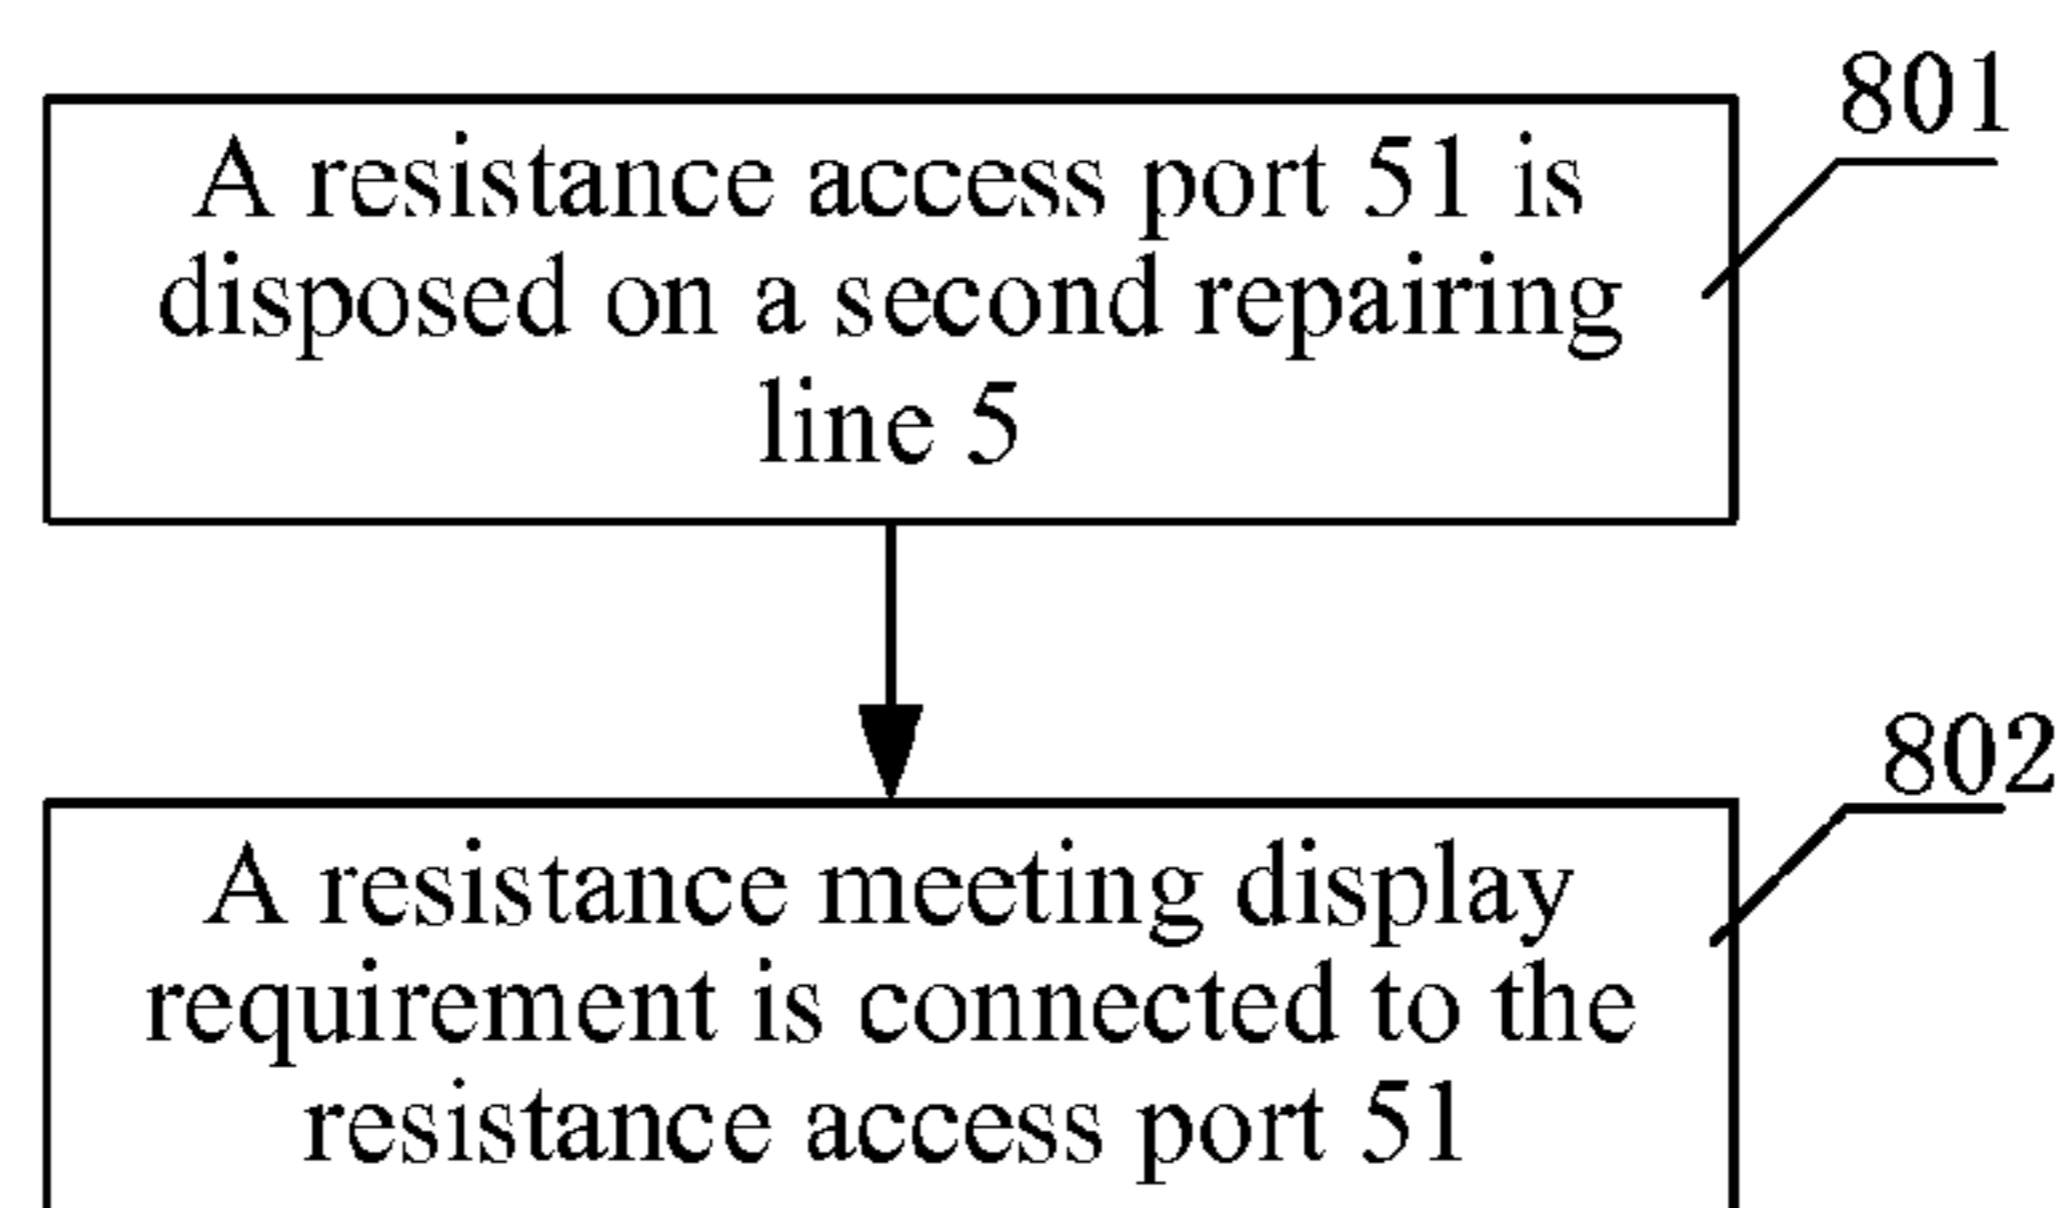 801
A resistance access port 51 is
disposed on a second repairing
line 5
802
A resistance meeting display
requirement is connected to the
resistance access port 51